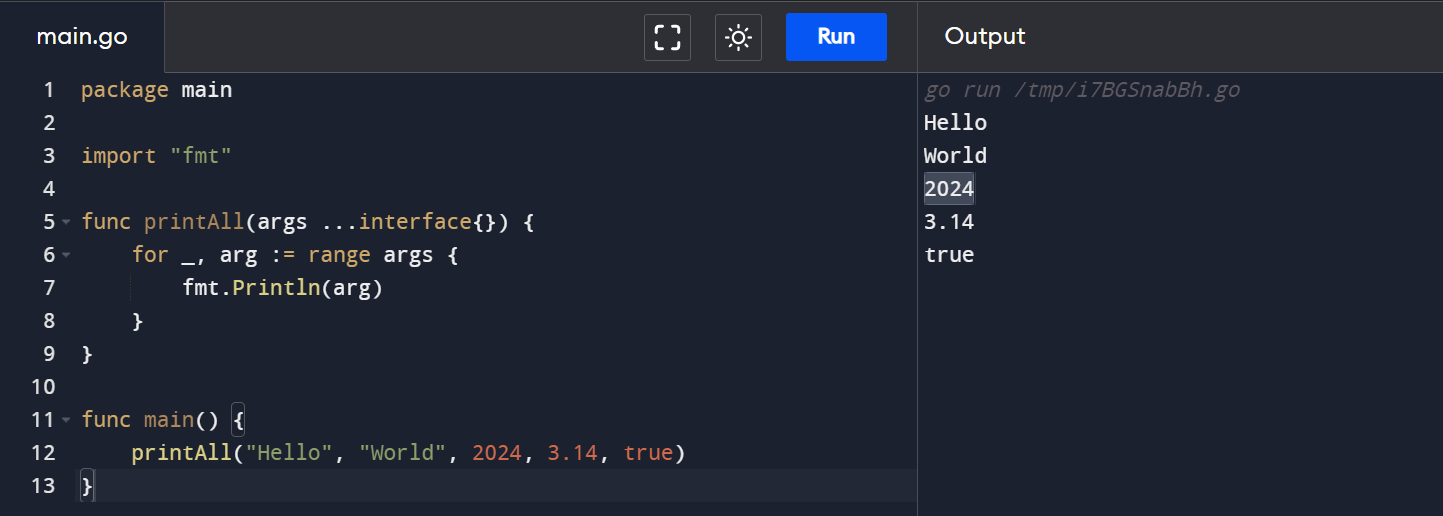 main.go
Run
Output
1 package main
2
3 import "fmt"
4
5 func printAll(args ...interface{}) {
6     for _, arg := range args {
7         fmt.Println(arg)
8     }
9 }
10
11 func main() {
12     printAll("Hello", "World", 2024, 3.14, true)
13 }
go run /tmp/i7BGSnabBh.go
Hello
World
2024
3.14
true